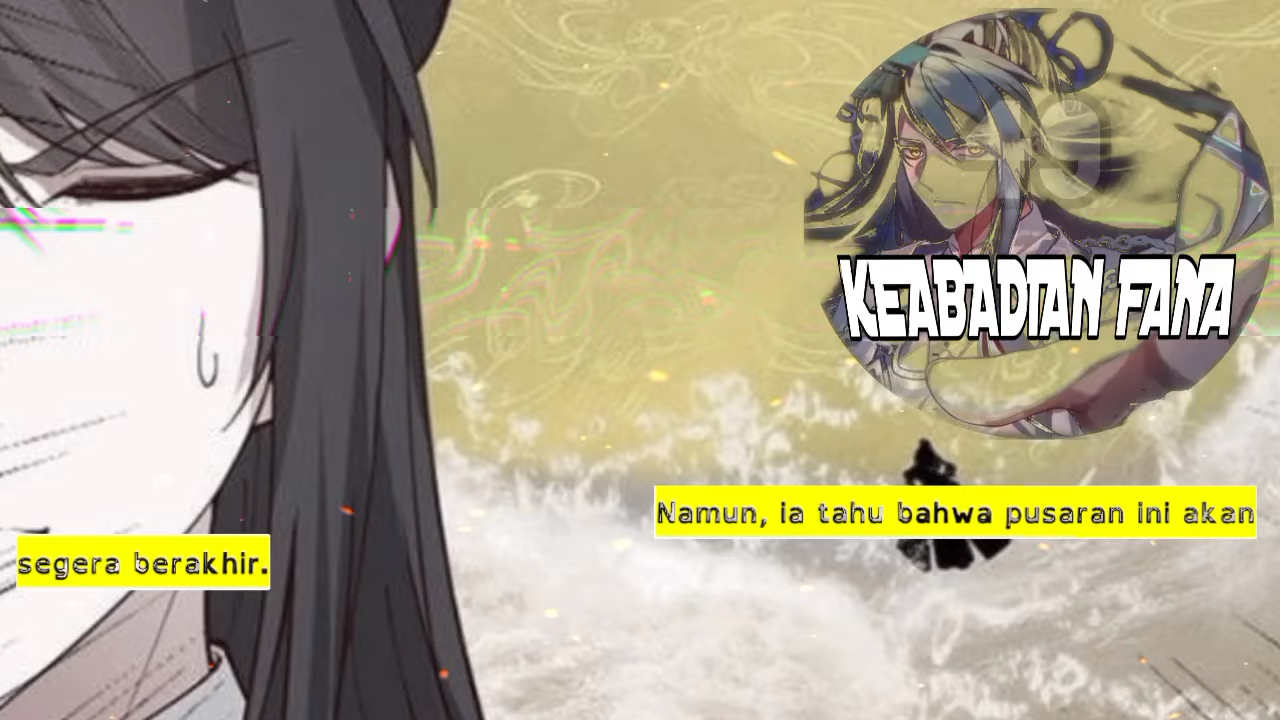 KEABADIAN FANA
Namun, ia tahu bahwa pusaran ini akan
segera berakhir.